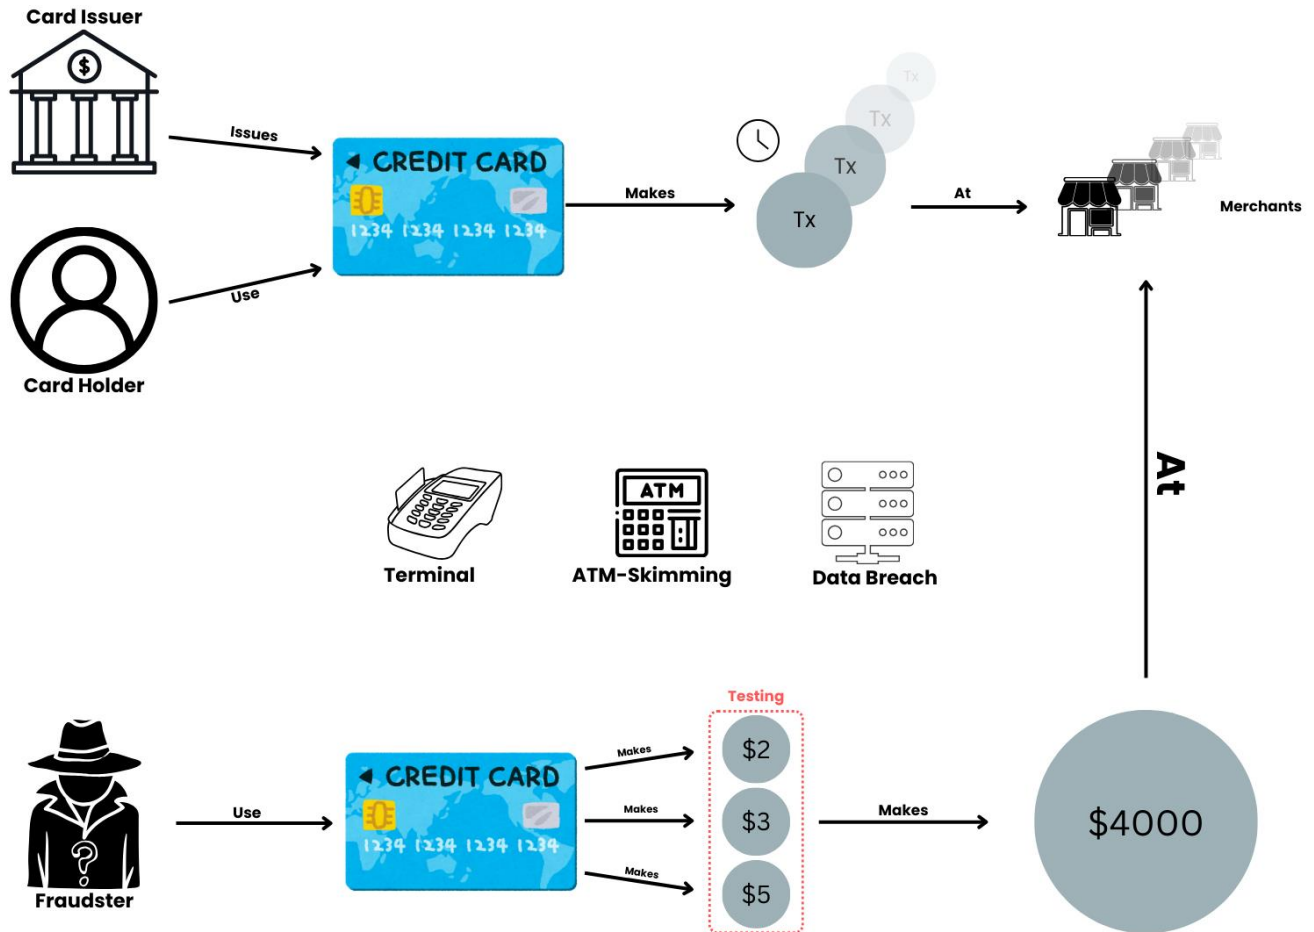 Card Issuer
$
Issues
CREDIT CARD
1234 1234 1234 1234
Use
Card Holder
Makes
Tx
Tx
Tx
Tx
At
Merchants
ATM
Terminal
ATM-Skimming
Data Breach
At
Fraudster
?
Use
CREDIT CARD
1234 1234 1234 1234
Makes
Makes
Makes
Testing
$2
$3
$5
Makes
$4000